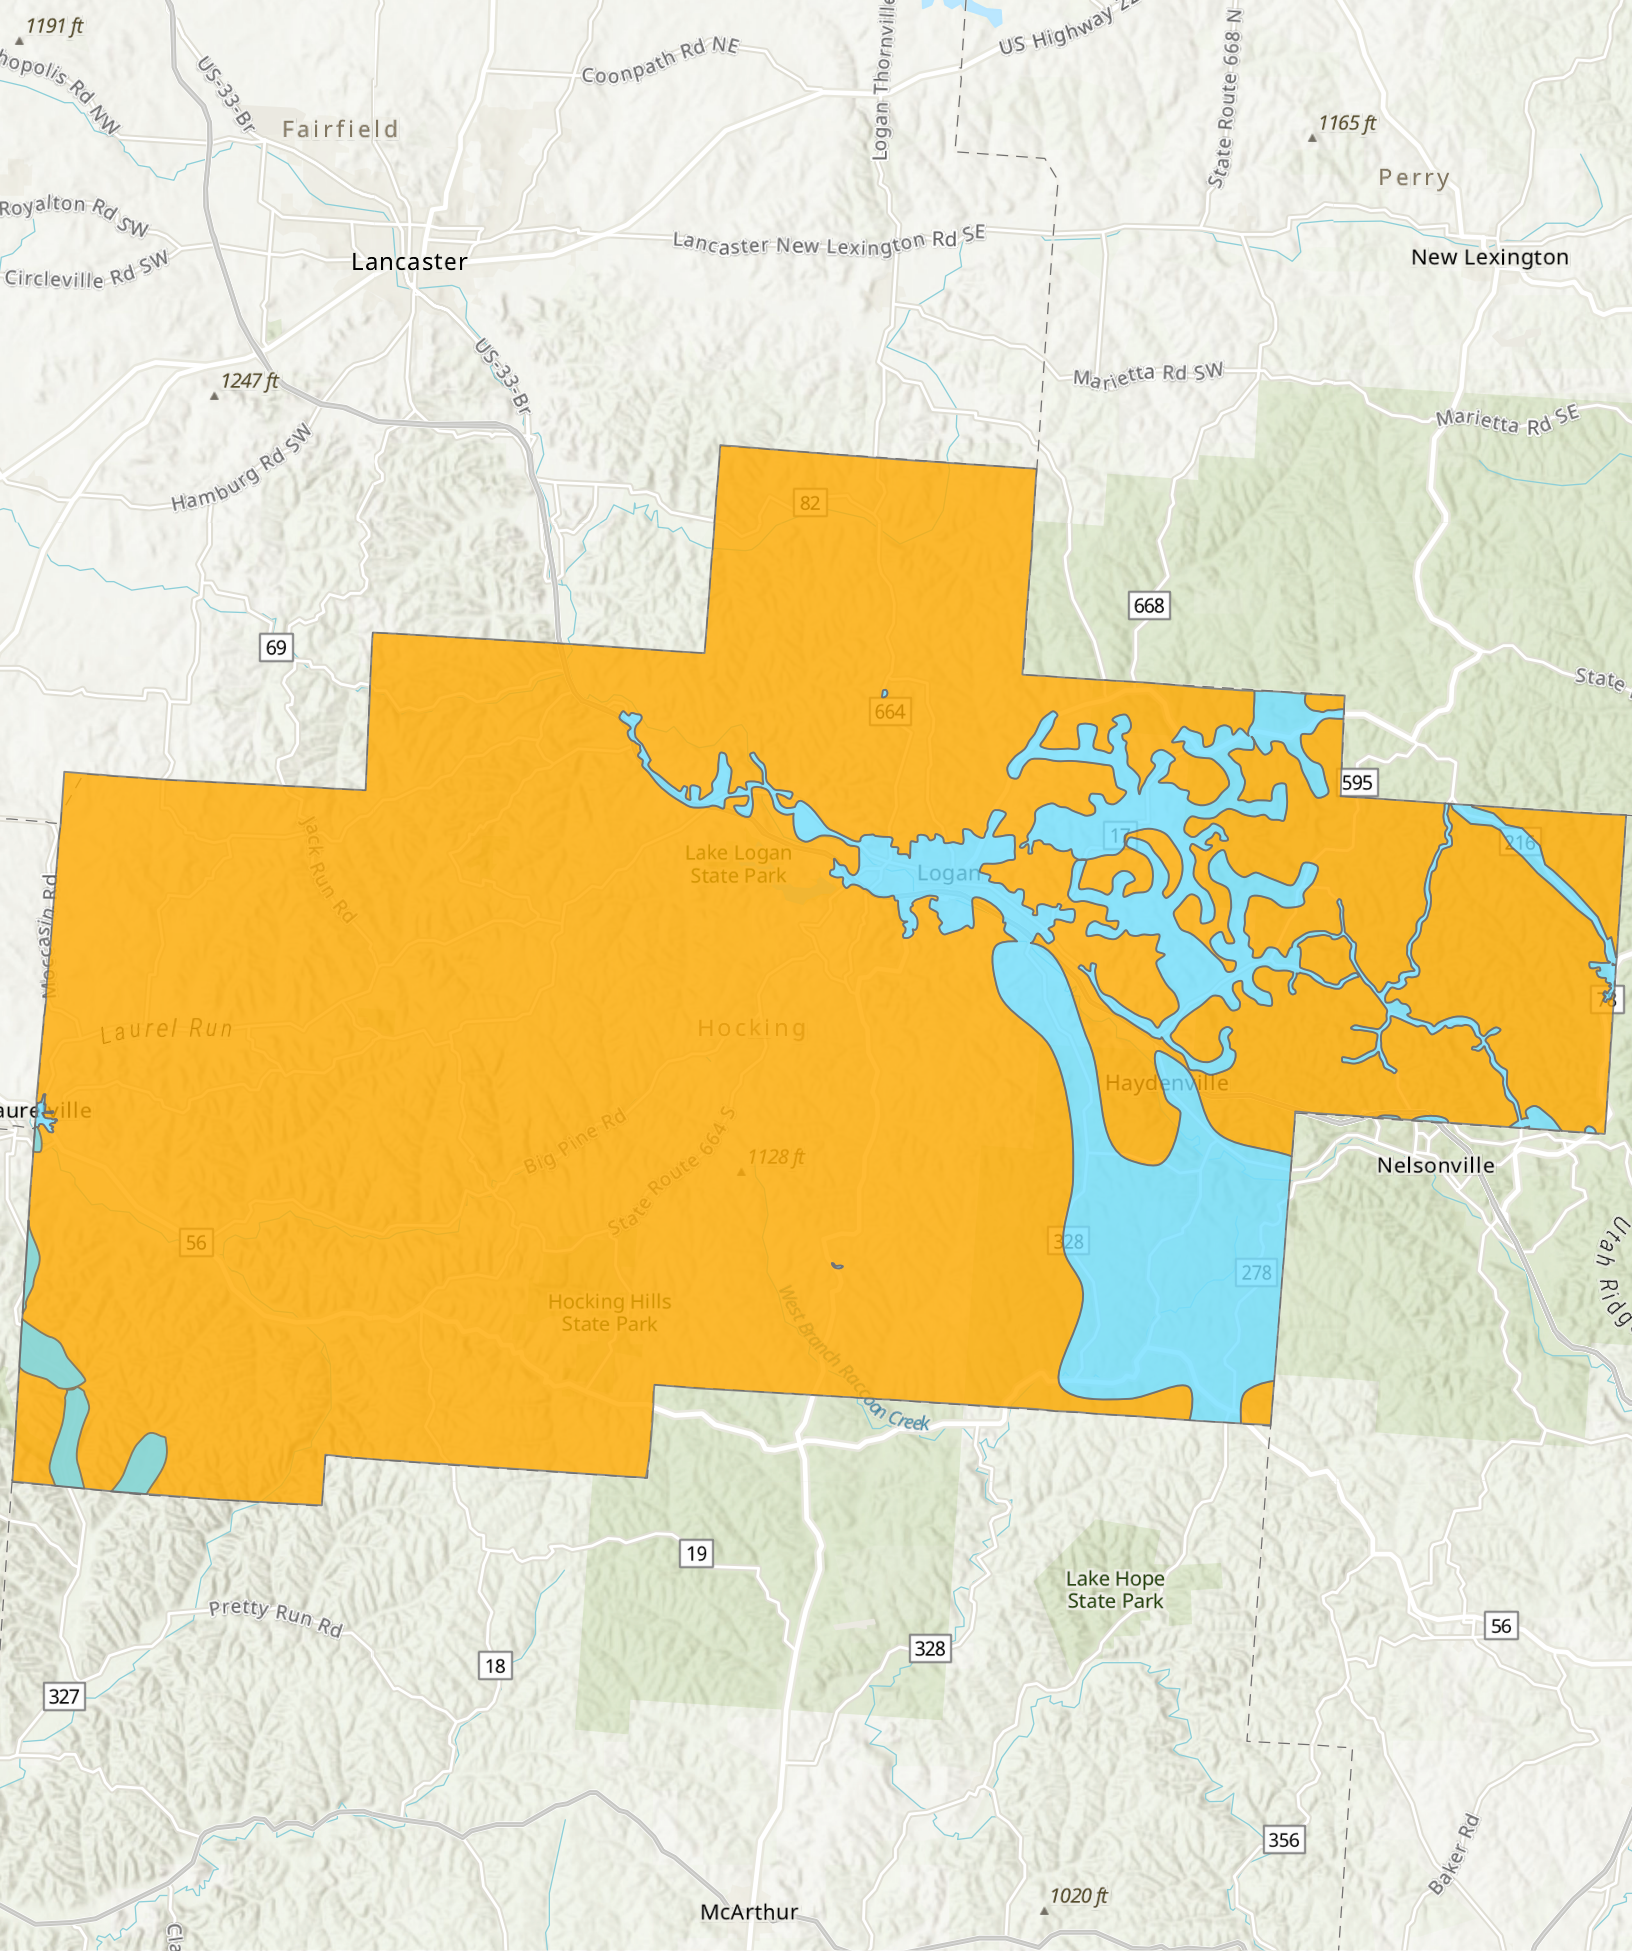 1191 ft
hopolis Rd NW
US-33-Br
Fairfield
Coonpath Rd NE
Logan Thornville
US Highway 22
State Route 668 N
1165 ft
Perry
Royalton Rd SW
Circleville Rd SW
Lancaster
Lancaster New Lexington Rd SE
New Lexington
1247 ft
US-33-Br
Marietta Rd SW
Marietta Rd SE
Hamburg Rd SW
82
668
69
State
664
595
Jack Run Rd
Lake Logan
State Park
17
216
Logan
Moccasin Rd
78
Laurel Run
Hocking
Haydenville
aurelville
Big Pine Rd
State Route 664 S
1128 ft
Nelsonville
56
328
278
Utah Ridg
Hocking Hills
State Park
West Branch Raccoon Creek
19
Lake Hope
State Park
Pretty Run Rd
328
56
18
327
356
Baker Rd
1020 ft
McArthur
Cla